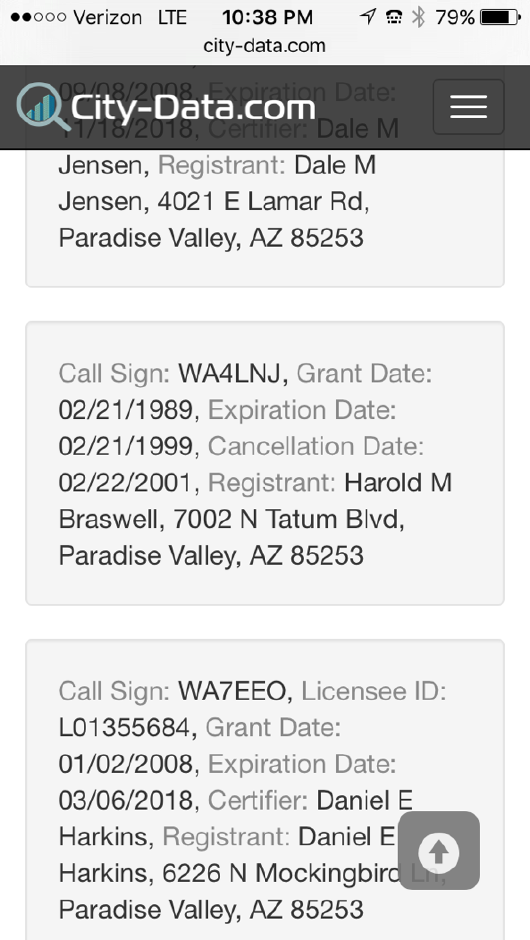 Verizon LTE 10:38 PM 79%
city-data.com
City-Data.com
09/08/2008, Expiration Date:
11/18/2018, Certifier: Dale M
Jensen, Registrant: Dale M
Jensen, 4021 E Lamar Rd,
Paradise Valley, AZ 85253
Call Sign: WA4LNJ, Grant Date:
02/21/1989, Expiration Date:
02/21/1999, Cancellation Date:
02/22/2001, Registrant: Harold M
Braswell, 7002 N Tatum Blvd,
Paradise Valley, AZ 85253
Call Sign: WA7EEO, Licensee ID:
L01355684, Grant Date:
01/02/2008, Expiration Date:
03/06/2018, Certifier: Daniel E
Harkins, Registrant: Daniel E
Harkins, 6226 N Mockingbird Ln,
Paradise Valley, AZ 85253